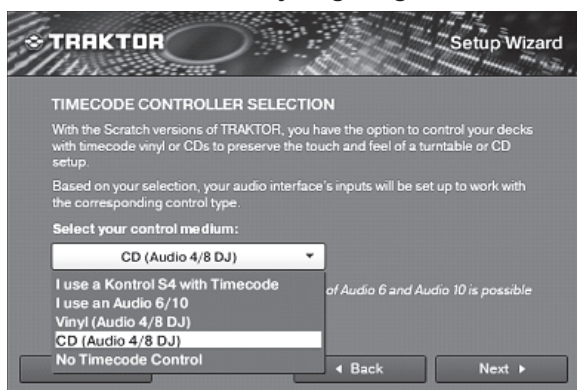 TRAKTOR
Setup Wizard
TIMECODE CONTROLLER SELECTION
With the Scratch versions of TRAKTOR, you have the option to control your decks
with timecode vinyl or CDs to preserve the touch and feel of a turntable or CD
setup.
Based on your selection, your audio interface's inputs will be set up to work with
the corresponding control type.
Select your control medium:
CD (Audio 4/8 DJ)
I use a Kontrol S4 with Timecode
of Audio 6 and Audio 10 is possible
I use an Audio 6/10
Vinyl (Audio 4/8 DJ)
CD (Audio 4/8 DJ)
No Timecode Control
Back
Next